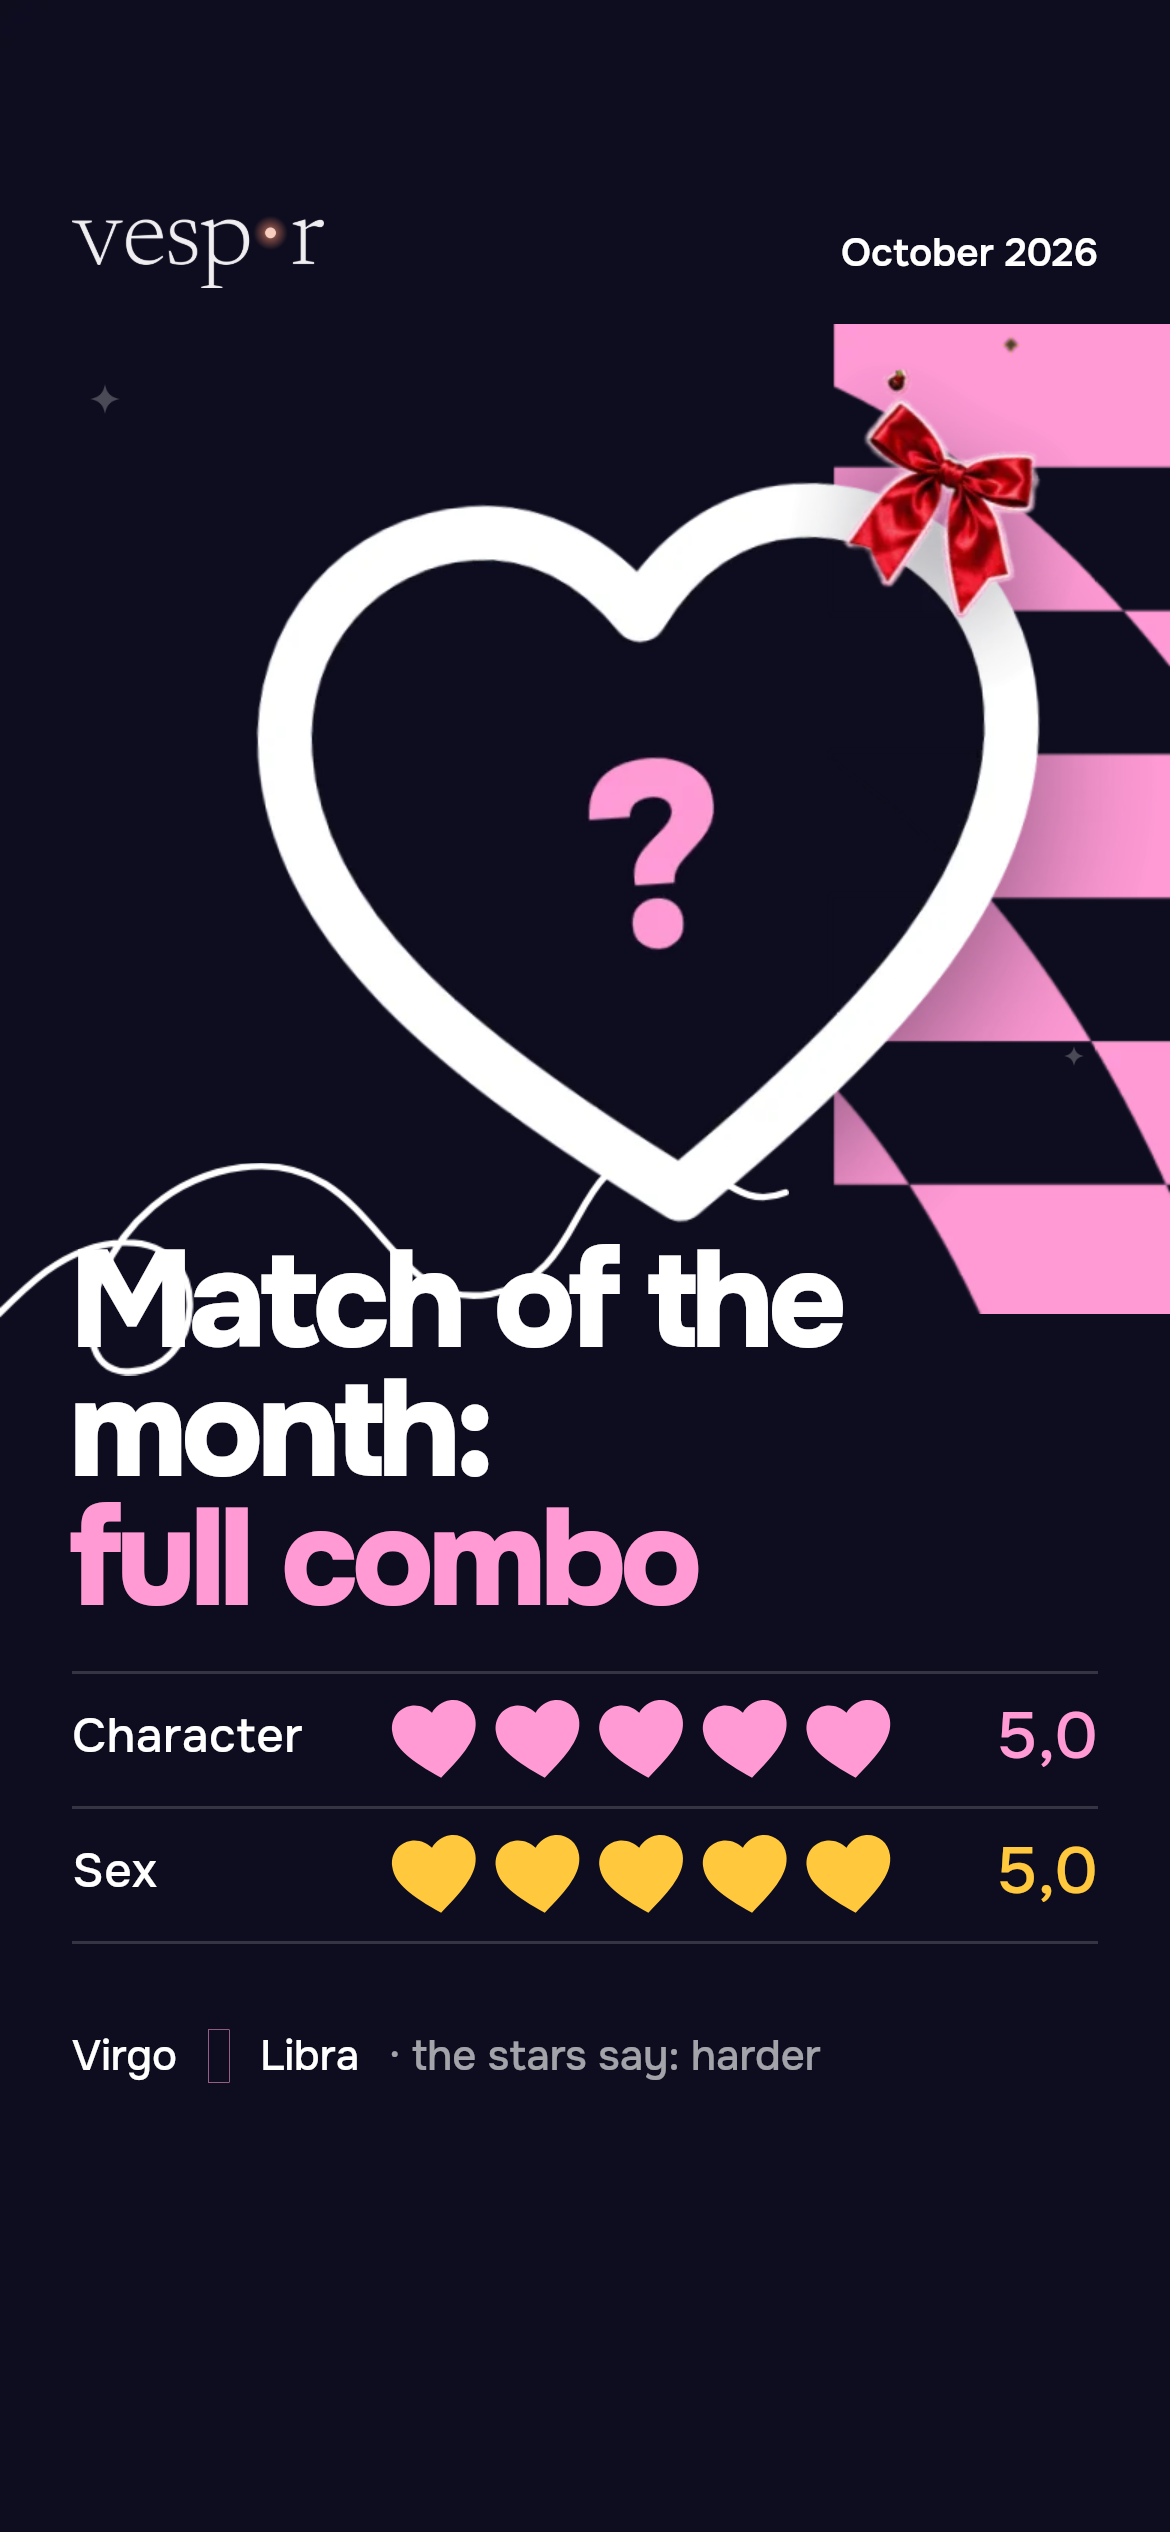 vesp•r
October 2026
?
Match of the
month:
full combo
Character 5,0
Sex 5,0
Virgo Libra · the stars say: harder